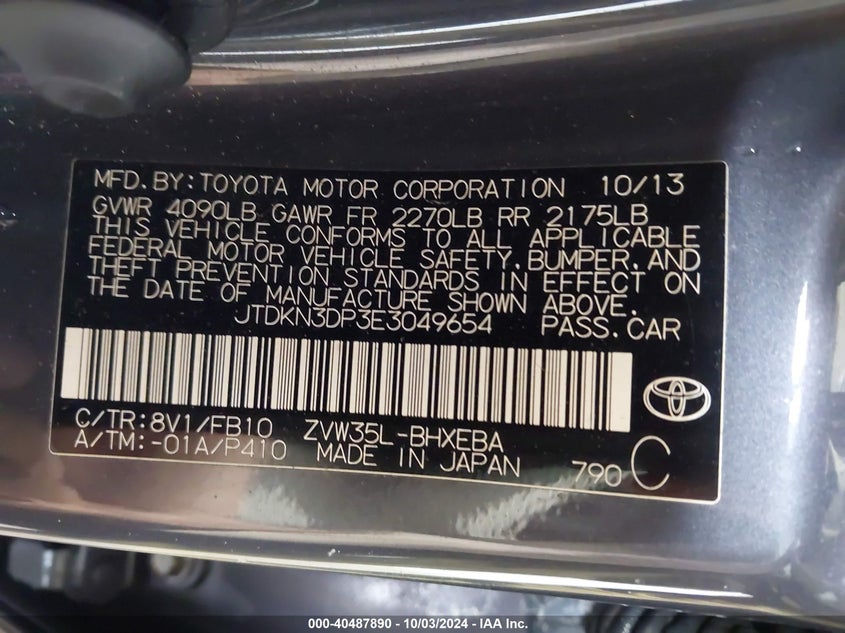 MFD.BY:TOYOTA MOTOR CORPORATION 10/13
GVWR 4090LB GAWR FR 2270LB RR 2175LB
THIS VEHICLE CONFORMS TO ALL APPLICABLE
FEDERAL MOTOR VEHICLE SAFETY,BUMPER,AND
THEFT PREVENTION STANDARDS IN EFFECT ON
THE DATE OF MANUFACTURE SHOWN ABOVE.
JTDKN3DP3E3049654 PASS.CAR
C/TR:8V1/FB10 ZVW35L-BHXEBA
A/TM:-01A/P410 MADE IN JAPAN 790 C
000-40487890 - 10/03/2024 - IAA Inc.